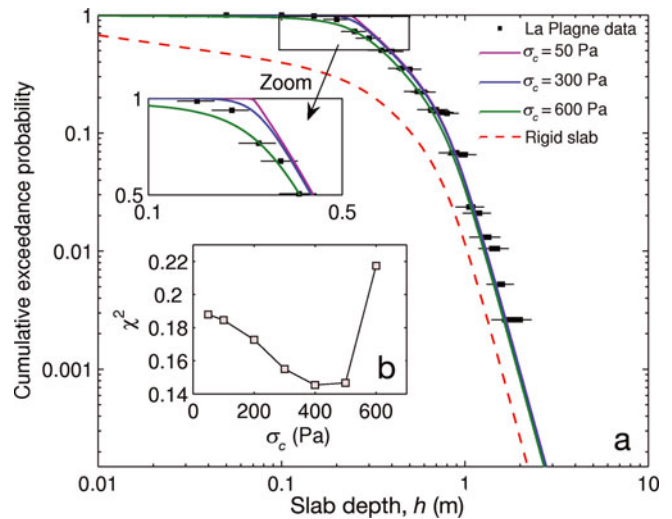 1
0.1
0.01
0.001
Cumulative exceedance probability
La Plagne data
σc = 50 Pa
σc = 300 Pa
σc = 600 Pa
Rigid slab
Zoom
1
0.5
0.1
0.5
0.22
0.2
0.18
0.16
0.14
χ²
b
0
200
400
600
σc (Pa)
a
0.01
0.1
1
10
Slab depth, h (m)